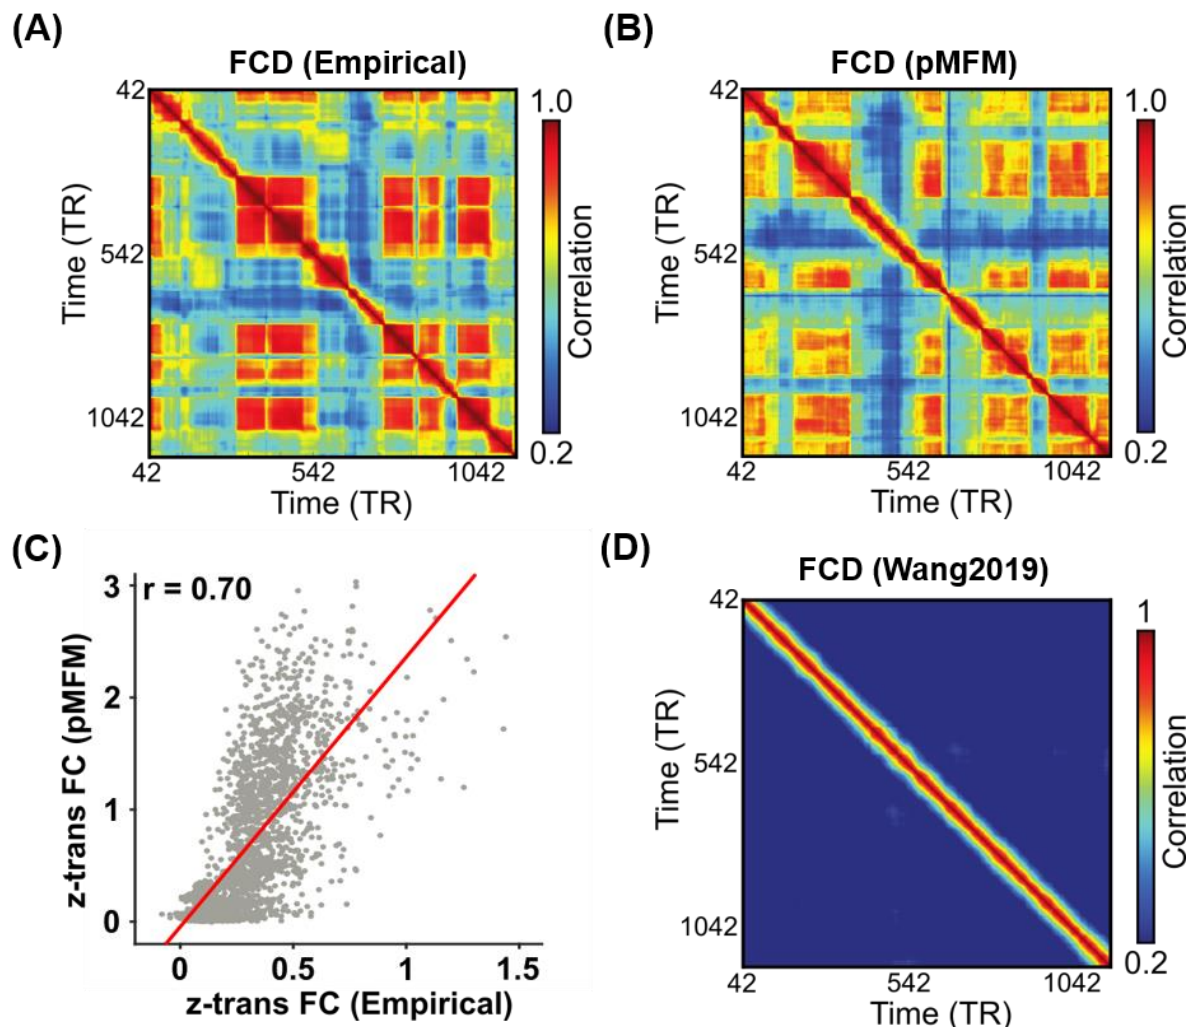 (A)
FCD (Empirical)
42
542
1042
Time (TR)
42
542
1042
Time (TR)
1.0
0.2
Correlation
(B)
FCD (pMFM)
42
542
1042
Time (TR)
42
542
1042
Time (TR)
1.0
0.2
Correlation
(C)
r = 0.70
3
2
1
0
z-trans FC (pMFM)
0
0.5
1
1.5
z-trans FC (Empirical)
(D)
FCD (Wang2019)
42
542
1042
Time (TR)
42
542
1042
Time (TR)
1
0.2
Correlation